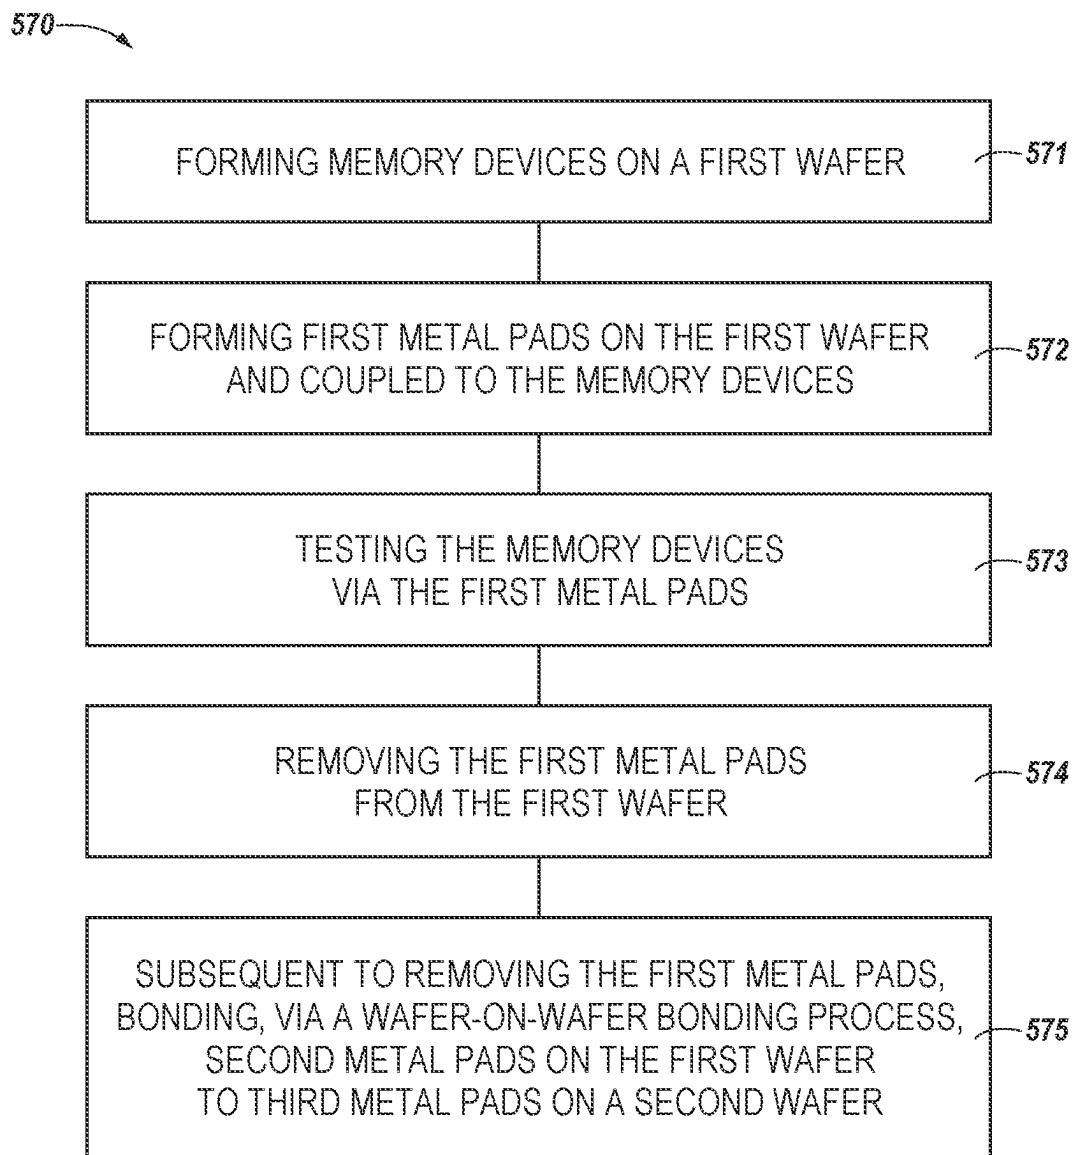 570
FORMING MEMORY DEVICES ON A FIRST WAFER
571
FORMING FIRST METAL PADS ON THE FIRST WAFER
AND COUPLED TO THE MEMORY DEVICES
572
TESTING THE MEMORY DEVICES
VIA THE FIRST METAL PADS
573
REMOVING THE FIRST METAL PADS
FROM THE FIRST WAFER
574
SUBSEQUENT TO REMOVING THE FIRST METAL PADS,
BONDING, VIA A WAFER-ON-WAFER BONDING PROCESS,
SECOND METAL PADS ON THE FIRST WAFER
TO THIRD METAL PADS ON A SECOND WAFER
575